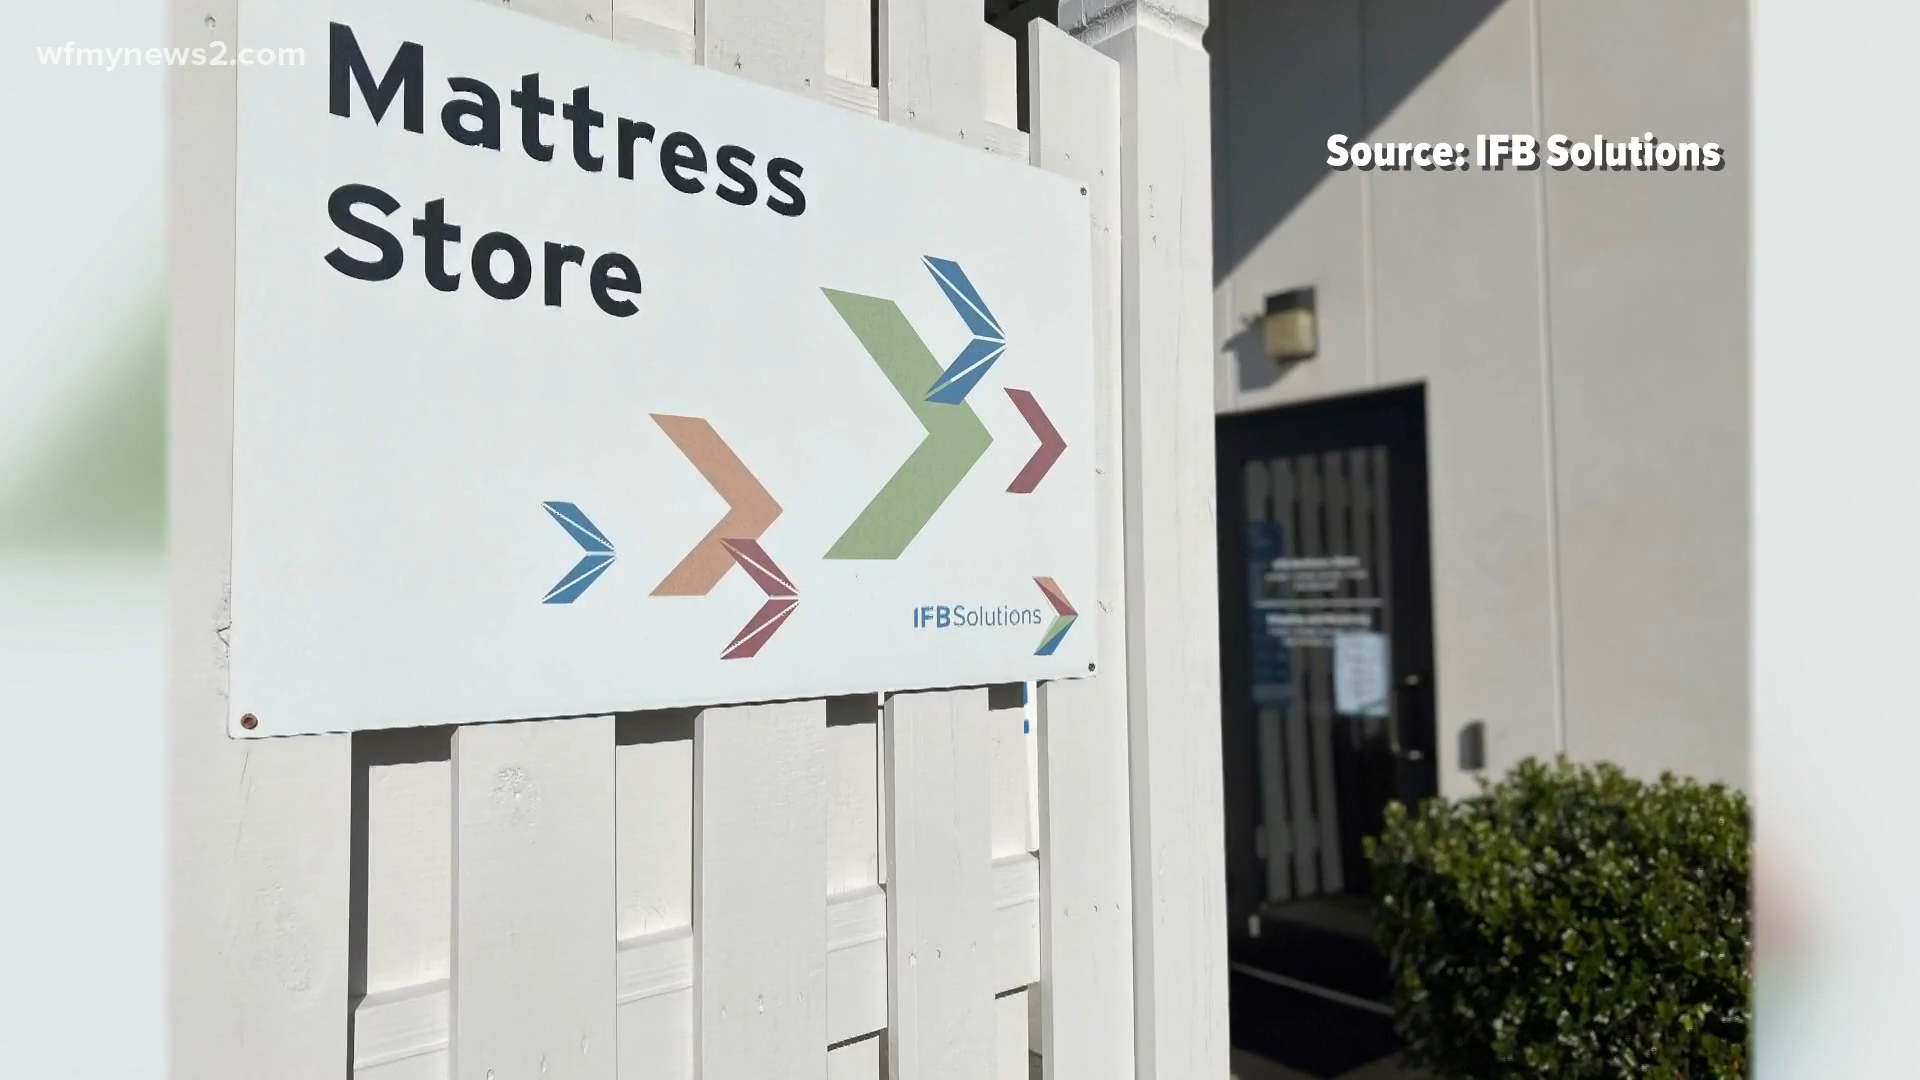 wfmynews2.com
Mattress
Store
Source: IFB Solutions
IFBSolutions